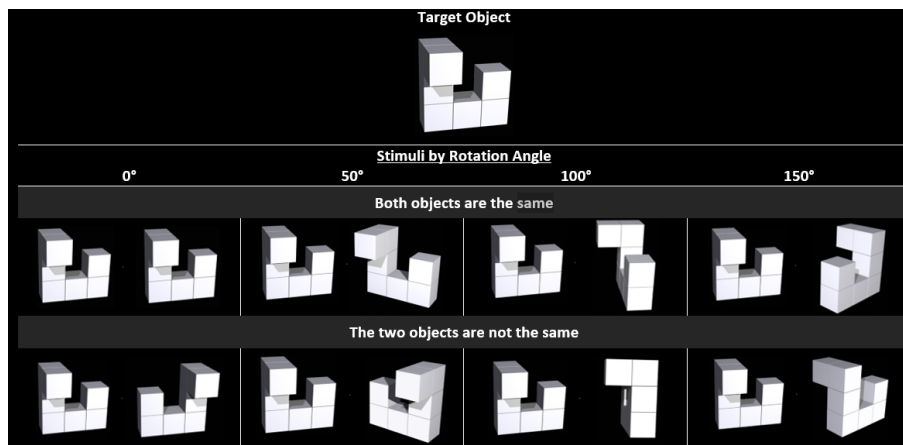 Target Object
Stimuli by Rotation Angle
0° 50° 100° 150°
Both objects are the same
The two objects are not the same